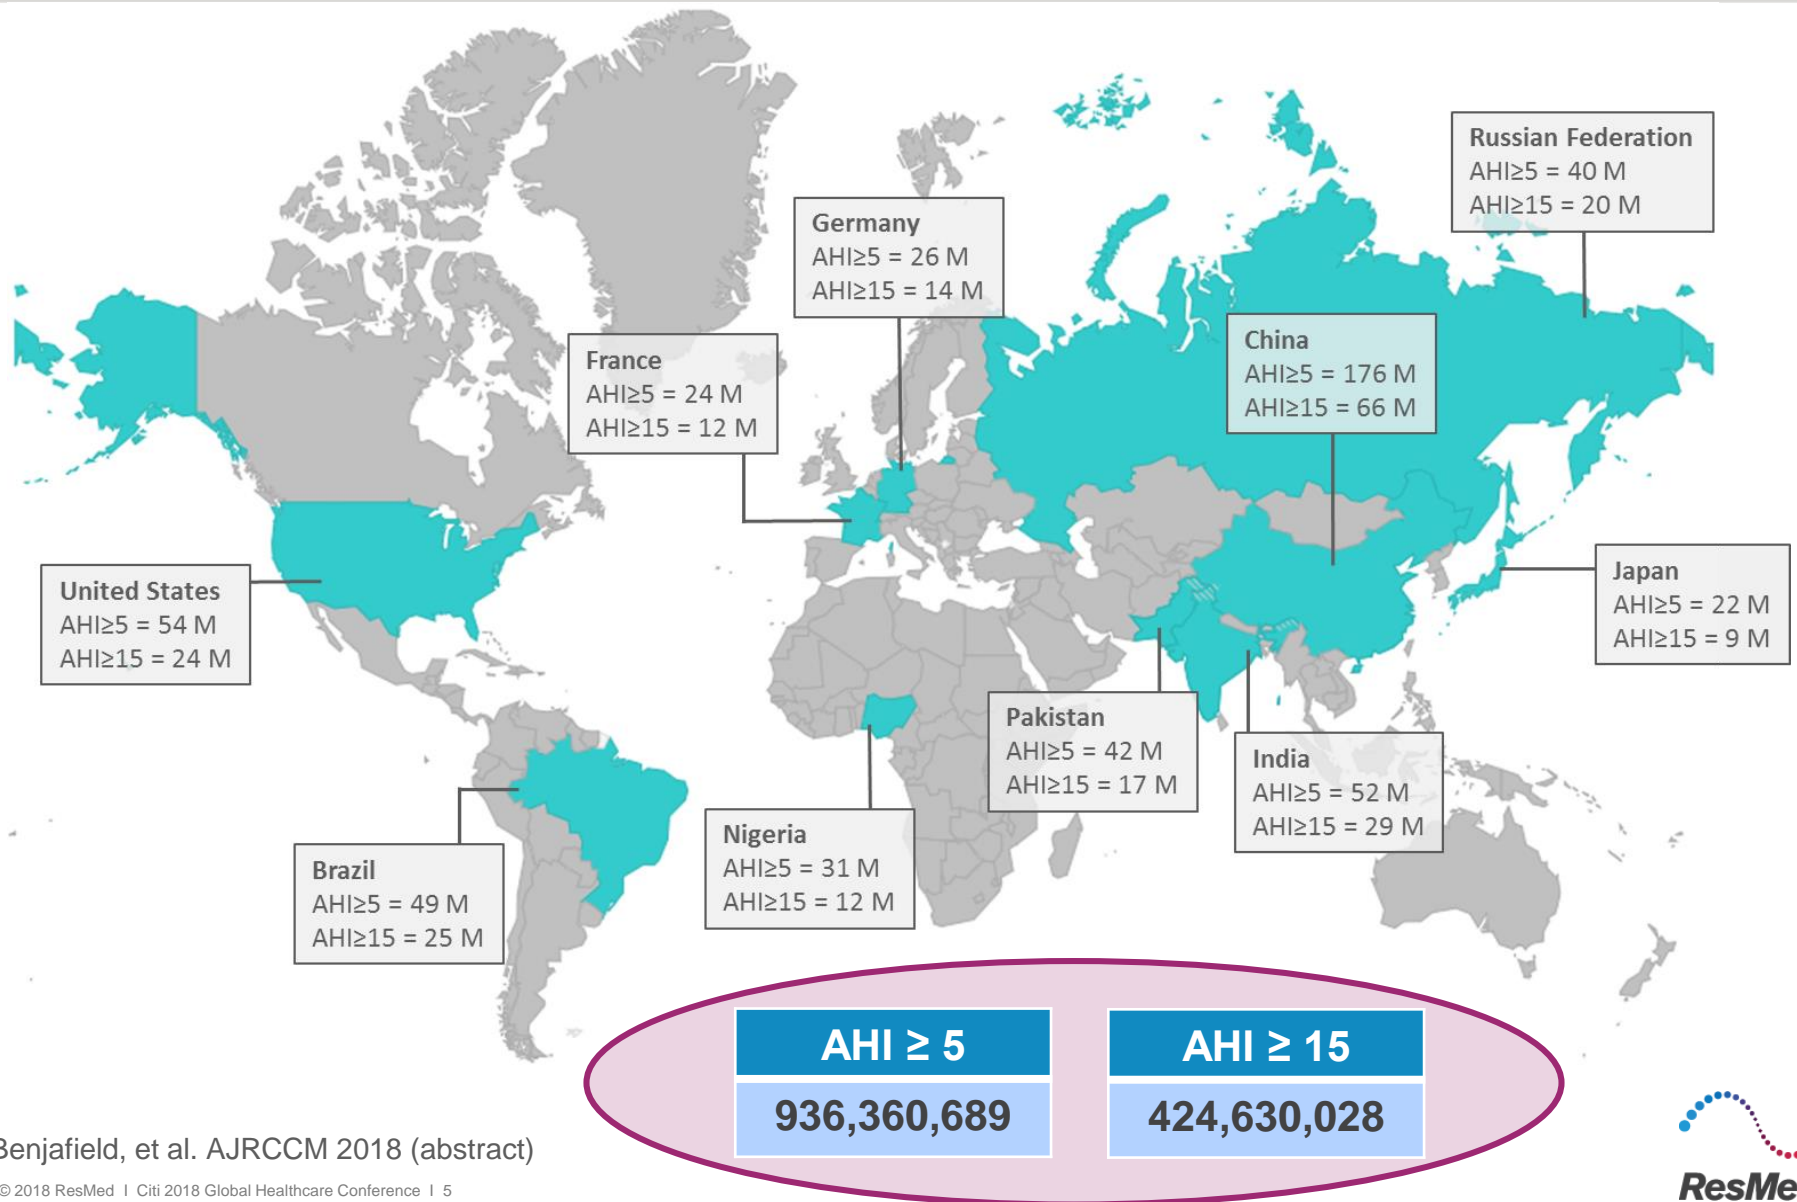 Russian Federation
AHI≥5 = 40 M
AHI≥15 = 20 M
Germany
AHI≥5 = 26 M
AHI≥15 = 14 M
China
AHI≥5 = 176 M
AHI≥15 = 66 M
France
AHI≥5 = 24 M
AHI≥15 = 12 M
United States
AHI≥5 = 54 M
AHI≥15 = 24 M
Japan
AHI≥5 = 22 M
AHI≥15 = 9 M
Pakistan
AHI≥5 = 42 M
AHI≥15 = 17 M
India
AHI≥5 = 52 M
AHI≥15 = 29 M
Nigeria
AHI≥5 = 31 M
AHI≥15 = 12 M
Brazil
AHI≥5 = 49 M
AHI≥15 = 25 M
AHI ≥ 5
936,360,689
AHI ≥ 15
424,630,028
Benjafield, et al. AJRCCM 2018 (abstract)
© 2018 ResMed I Citi 2018 Global Healthcare Conference I 5
ResMe